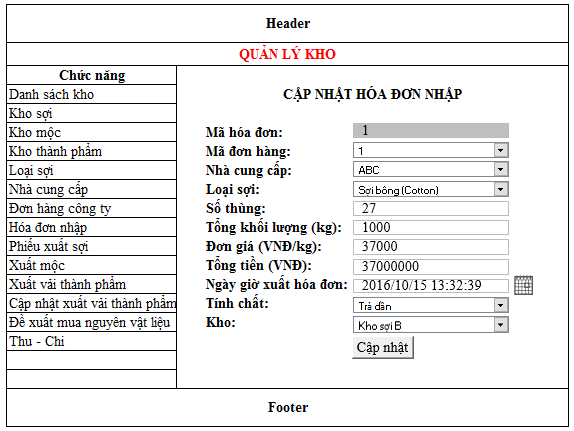 Header
QUẢN LÝ KHO
Chức năng
Danh sách kho
Kho sợi
Kho mộc
Kho thành phẩm
Loại sợi
Nhà cung cấp
Đơn hàng công ty
Hóa đơn nhập
Phiếu xuất sợi
Xuất mộc
Xuất vải thành phẩm
Cập nhật xuất vải thành phẩm
Đề xuất mua nguyên vật liệu
Thu - Chi
CẬP NHẬT HÓA ĐƠN NHẬP
Mã hóa đơn: 1
Mã đơn hàng: 1
Nhà cung cấp: ABC
Loại sợi: Sợi bông (Cotton)
Số thùng: 27
Tổng khối lượng (kg): 1000
Đơn giá (VNĐ/kg): 37000
Tổng tiền (VNĐ): 37000000
Ngày giờ xuất hóa đơn: 2016/10/15 13:32:39
Tính chất: Trả dần
Kho: Kho sợi B
Cập nhật
Footer